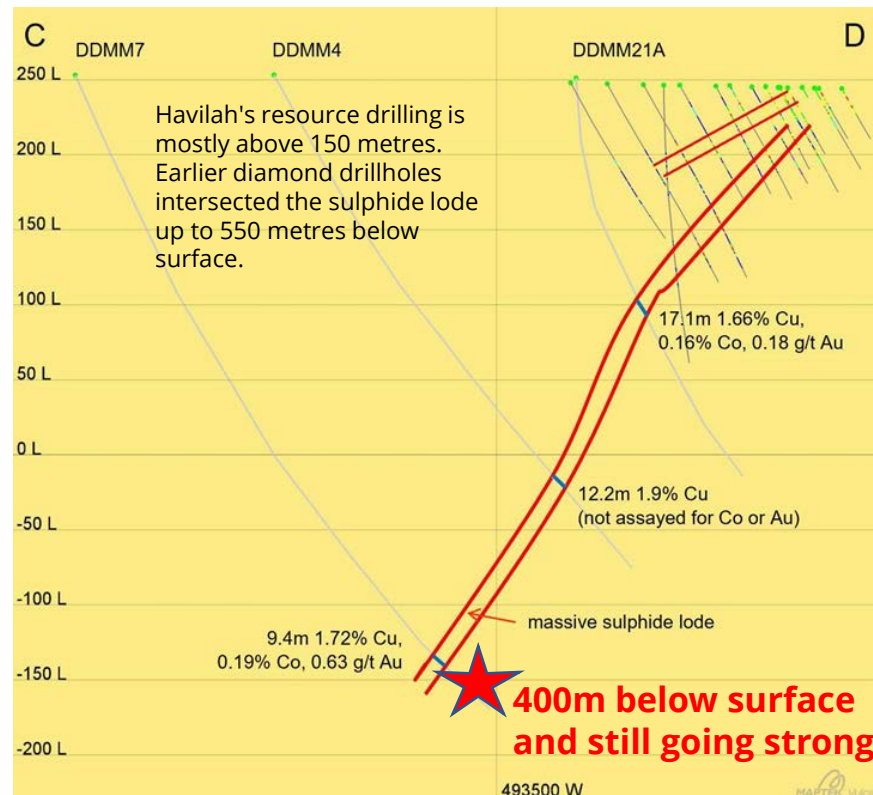 C
DDMM7
DDMM4
DDMM21A
D
250 L
Havilah's resource drilling is
mostly above 150 metres.
Earlier diamond drillholes
intersected the sulphide lode
up to 550 metres below
surface.
200 L
150 L
100 L
17.1m 1.66% Cu,
0.16% Co, 0.18 g/t Au
50 L
0 L
12.2m 1.9% Cu
(not assayed for Co or Au)
-50 L
-100 L
massive sulphide lode
9.4m 1.72% Cu,
0.19% Co, 0.63 g/t Au
-150 L
400m below surface
and still going strong
-200 L
493500 W
MAPTEK